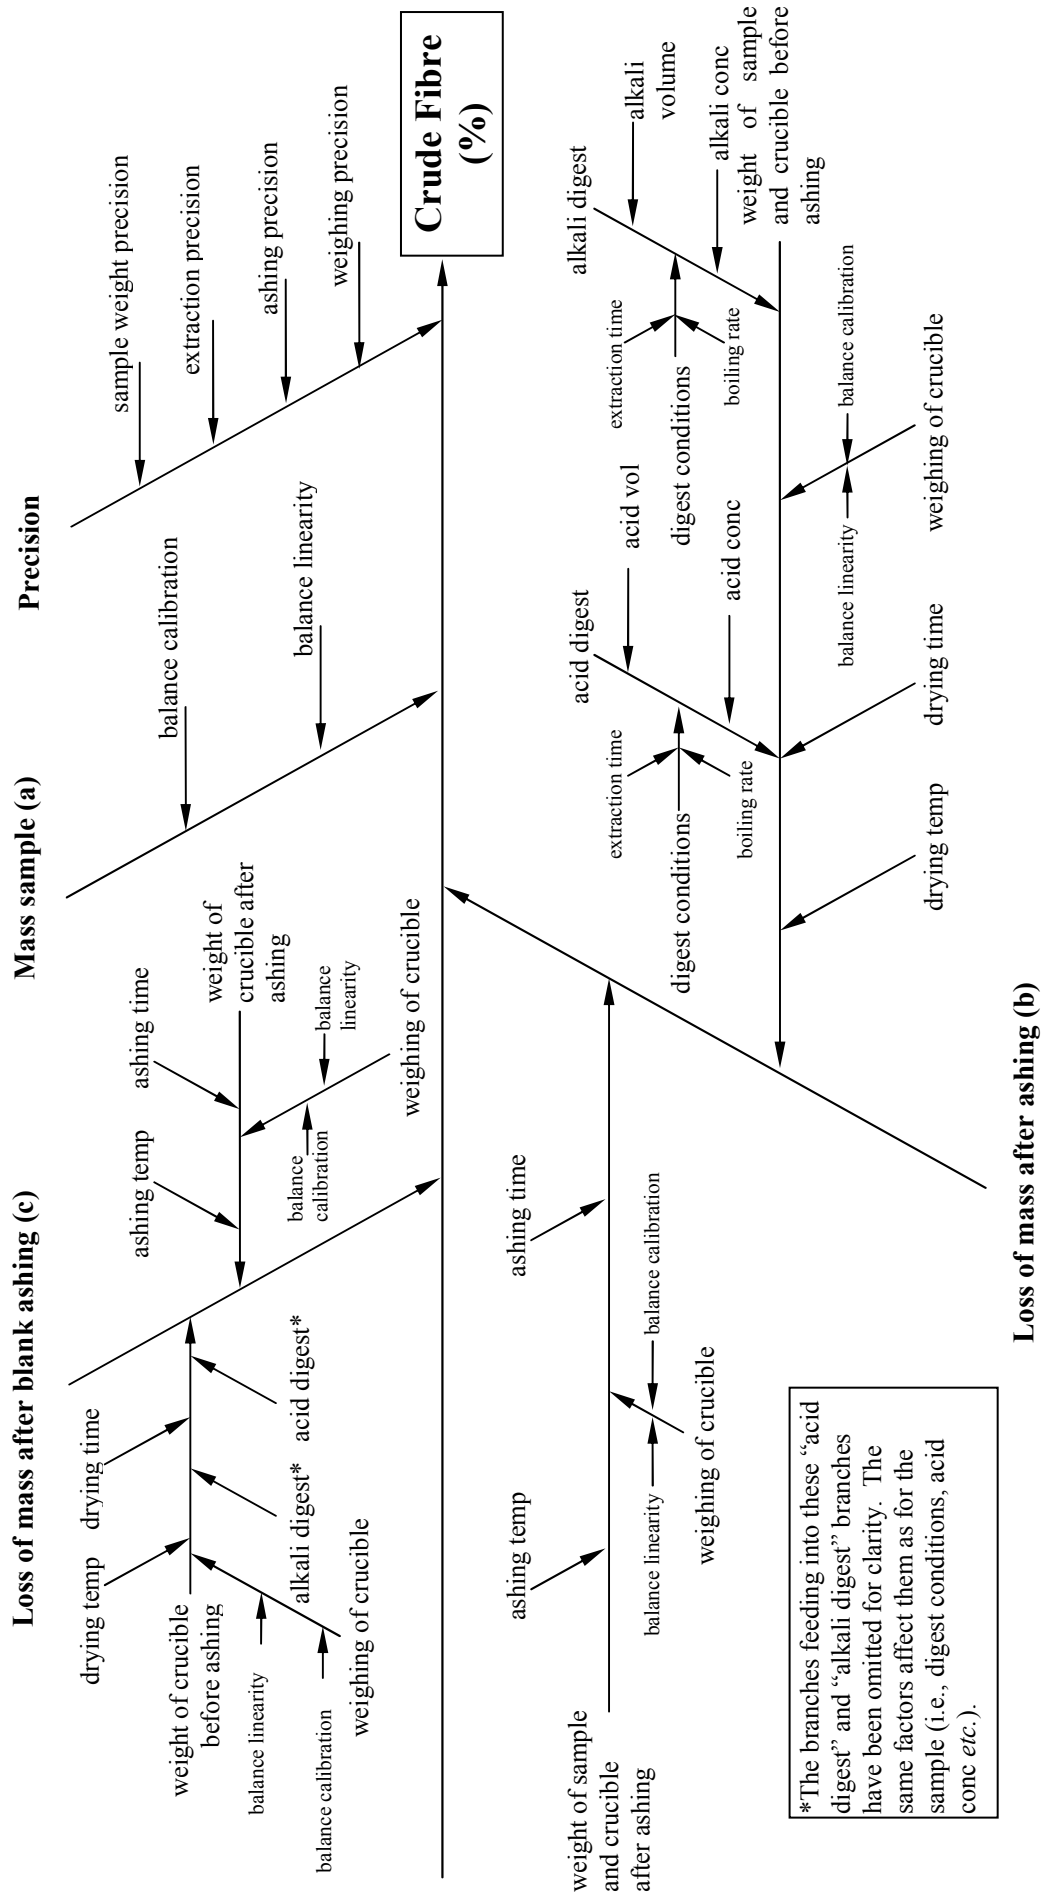 Loss of mass after blank ashing (c)
Mass sample (a)
Precision
drying temp
drying time
ashing temp
ashing time
weight of crucible
before ashing
balance linearity
balance calibration
weighing of crucible
alkali digest*
acid digest*
weight of
crucible after
ashing
balance
calibration
balance
linearity
weighing of crucible
balance calibration
balance linearity
sample weight precision
extraction precision
ashing precision
weighing precision
Crude Fibre
(%)
weight of sample
and crucible
after ashing
ashing temp
ashing time
balance linearity
balance calibration
weighing of crucible
acid digest
acid vol
extraction time
digest conditions
boiling rate
acid conc
alkali digest
alkali
volume
extraction time
digest conditions
boiling rate
alkali conc
weight of sample
and crucible before
ashing
balance linearity
balance calibration
weighing of crucible
drying temp
drying time
Loss of mass after ashing (b)
*The branches feeding into these “acid
digest” and “alkali digest” branches
have been omitted for clarity. The
same factors affect them as for the
sample (i.e., digest conditions, acid
conc etc.).